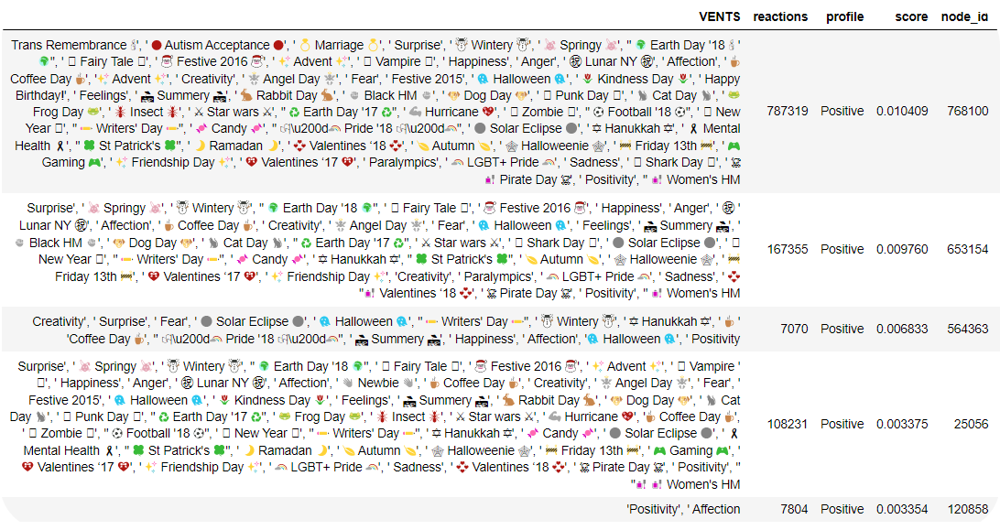 VENTS reactions profile score node_id
Trans Remembrance 🕯', ' 🔴 Autism Acceptance 🔴', ' 💍 Marriage 💍', ' Surprise', ' ☃ Wintery ☃', ' 🐰 Springy 🐰', " 🌍 Earth Day '18
🌍", ' Fairy Tale ', ' 🎅 Festive 2016 🎅', ' ✨ Advent ✨', ' Vampire ', ' Happiness', ' Anger', ' ㊗ Lunar NY ㊗', ' Affection', ' ☕
Coffee Day ☕', ' ✨ Advent ✨', ' Creativity', ' Angel Day ', ' Fear', ' Festive 2015', ' Halloween ', ' 🌷 Kindness Day 🌷', ' Happy
Birthday!', ' Feelings', ' Summery ', ' 🐇 Rabbit Day 🐇', ' Black HM ', ' 🐶 Dog Day 🐶', ' Punk Day ', ' 🐈 Cat Day 🐈', ' 🐸
Frog Day 🐸', ' 🐞 Insect 🐞', ' ⚔ Star wars ⚔', " ♻ Earth Day '17 ♻", ' Hurricane ❤', ' Zombie ', " ⚽ Football '18 ⚽", ' New
Year ', " ✏ Writers' Day ✏", ' 🍬 Candy 🍬', " \u200d Pride '18 \u200d", ' 🌑 Solar Eclipse 🌑', ' ✡ Hanukkah ✡', ' 🎗 Mental
Health 🎗', " 🍀 St Patrick's 🍀", ' 🌙 Ramadan 🌙', ' Valentines ‘18 ', ' 🍂 Autumn 🍂', ' 🕸 Halloweenie 🕸', ' 🚧 Friday 13th 🚧', ' 🎮
Gaming 🎮', ' ✨ Friendship Day ✨', ' Valentines ‘17 ', ' Paralympics', ' 🌈 LGBT+ Pride 🌈', ' Sadness', ' Shark Day ', ' ☠
Pirate Day ☠', ' Positivity', " Women's HM
787319 Positive 0.010409 768100
Surprise', ' 🐰 Springy 🐰', ' ☃ Wintery ☃', " 🌍 Earth Day '18 🌍", ' Fairy Tale ', ' 🎅 Festive 2016 🎅', ' Happiness', ' Anger', ' ㊗
Lunar NY ㊗', ' Affection', ' ☕ Coffee Day ☕', ' Creativity', ' Angel Day ', ' Fear', ' Halloween ', ' Feelings', ' Summery ', '
Black HM ', ' 🐶 Dog Day 🐶', ' 🐈 Cat Day 🐈', " ♻ Earth Day '17 ♻", ' ⚔ Star wars ⚔', ' Shark Day ', ' 🌑 Solar Eclipse 🌑', '
New Year ', " ✏ Writers' Day ✏", ' 🍬 Candy 🍬', ' ✡ Hanukkah ✡', " 🍀 St Patrick's 🍀", ' 🍂 Autumn 🍂', ' 🕸 Halloweenie 🕸', ' 🚧
Friday 13th 🚧', ' Valentines ‘17 ', ' ✨ Friendship Day ✨', 'Creativity', ' Paralympics', ' 🌈 LGBT+ Pride 🌈', ' Sadness', '
Valentines ‘18 ', ' ☠ Pirate Day ☠', ' Positivity', " Women's HM
167355 Positive 0.009760 653154
Creativity', ' Surprise', ' Fear', ' 🌑 Solar Eclipse 🌑', ' Halloween ', " ✏ Writers' Day ✏", ' ☃ Wintery ☃', ' ✡ Hanukkah ✡', ' ☕
Coffee Day ☕', " \u200d Pride '18 \u200d", ' Summery ', ' Happiness', ' Affection', ' Halloween ', ' Positivity
7070 Positive 0.006833 564363
Surprise', ' 🐰 Springy 🐰', ' ☃ Wintery ☃', " 🌍 Earth Day '18 🌍", ' Fairy Tale ', ' 🎅 Festive 2016 🎅', ' ✨ Advent ✨', ' Vampire
', ' Happiness', ' Anger', ' ㊗ Lunar NY ㊗', ' Affection', ' 👋 Newbie 👋', ' ☕ Coffee Day ☕', ' Creativity', ' Angel Day ', ' Fear', '
Festive 2015', ' Halloween ', ' 🌷 Kindness Day 🌷', ' Feelings', ' Summery ', ' 🐇 Rabbit Day 🐇', ' 🐶 Dog Day 🐶', ' 🐈 Cat
Day 🐈', ' Punk Day ', " ♻ Earth Day '17 ♻", ' 🐸 Frog Day 🐸', ' 🐞 Insect 🐞', ' ⚔ Star wars ⚔', ' Hurricane ❤', ' ☕ Coffee Day ☕',
' Zombie ', " ⚽ Football '18 ⚽", ' New Year ', " ✏ Writers' Day ✏", ' ✡ Hanukkah ✡', ' 🍬 Candy 🍬', ' 🌑 Solar Eclipse 🌑', ' 🎗
Mental Health 🎗', " 🍀 St Patrick's 🍀", ' 🌙 Ramadan 🌙', ' 🍂 Autumn 🍂', ' 🕸 Halloweenie 🕸', ' 🚧 Friday 13th 🚧', ' 🎮 Gaming 🎮', '
Valentines ‘17 ', ' ✨ Friendship Day ✨', ' 🌈 LGBT+ Pride 🌈', ' Sadness', ' Valentines ‘18 ', ' ☠ Pirate Day ☠', ' Positivity', "
Women's HM
108231 Positive 0.003375 25056
'Positivity', ' Affection 7804 Positive 0.003354 120858